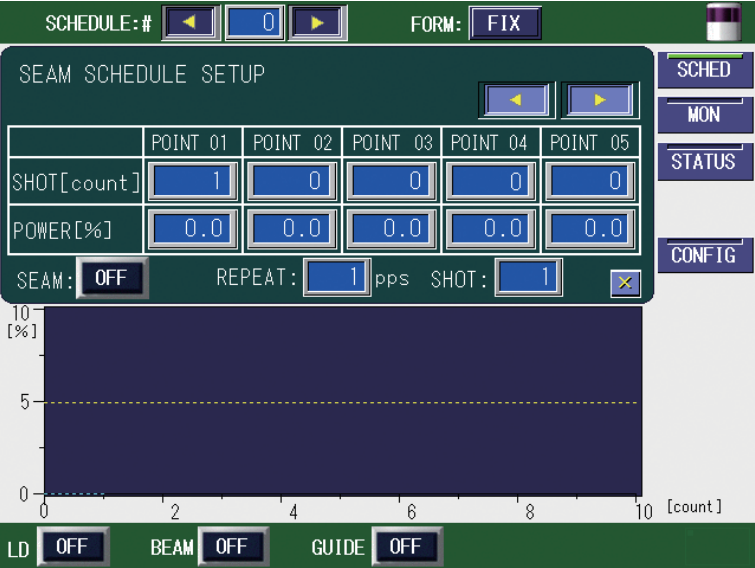 SCHEDULE:# 0 FORM: FIX
SEAM SCHEDULE SETUP
SCHED
MON
STATUS
CONFIG
POINT 01 POINT 02 POINT 03 POINT 04 POINT 05
SHOT[count] 1 0 0 0 0
POWER[%] 0.0 0.0 0.0 0.0 0.0
SEAM: OFF REPEAT: 1 pps SHOT: 1 ×
10
[%]
5
0
0 2 4 6 8 10 [count]
LD OFF BEAM OFF GUIDE OFF